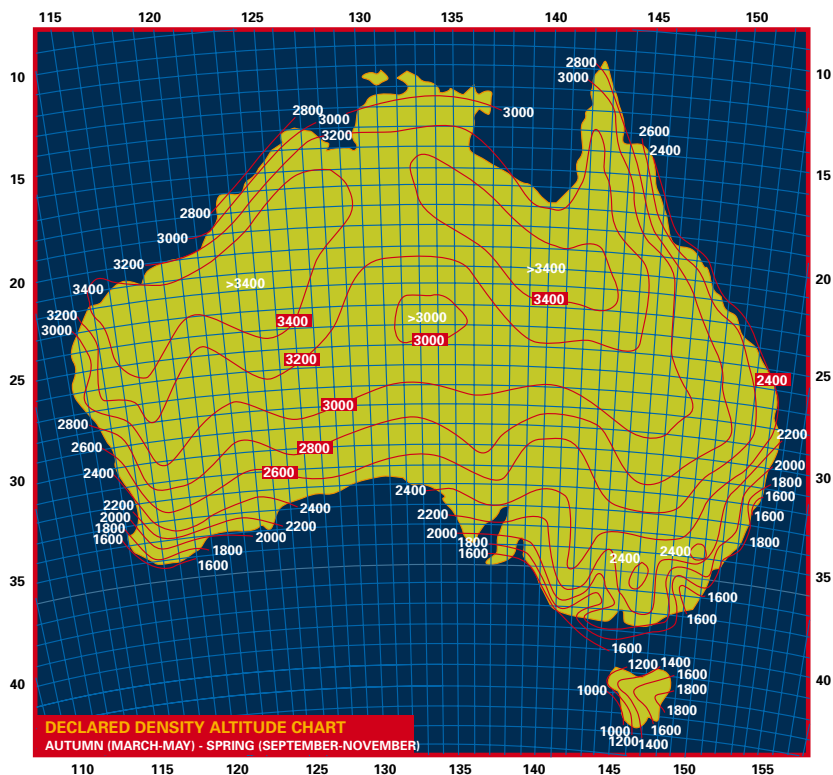 115 120 125 130 135 140 145 150
10 2800 10
3000
2800 3000 3000
3200
2600
2400
15 15
2800
3000
3200
>3400 >3400
3400 3400
20 20
3200 3400 >3000
3000 3000
3200
25 2400 25
3000
2800
2800 2200
2600 2600 2000
2400 2400 1800
30 1600 30
2200 2400 2200 1600
2000 2200 2000
1800 2000 1800 1800
1600 1800 1600 2400 2400
1600
35 1600 35
1600
1600
1200 1400
1600
40 1000 1800 40
1800
1000 1600
1200 1400
DECLARED DENSITY ALTITUDE CHART
AUTUMN (MARCH-MAY) - SPRING (SEPTEMBER-NOVEMBER)
110 115 120 125 130 135 140 145 150 155